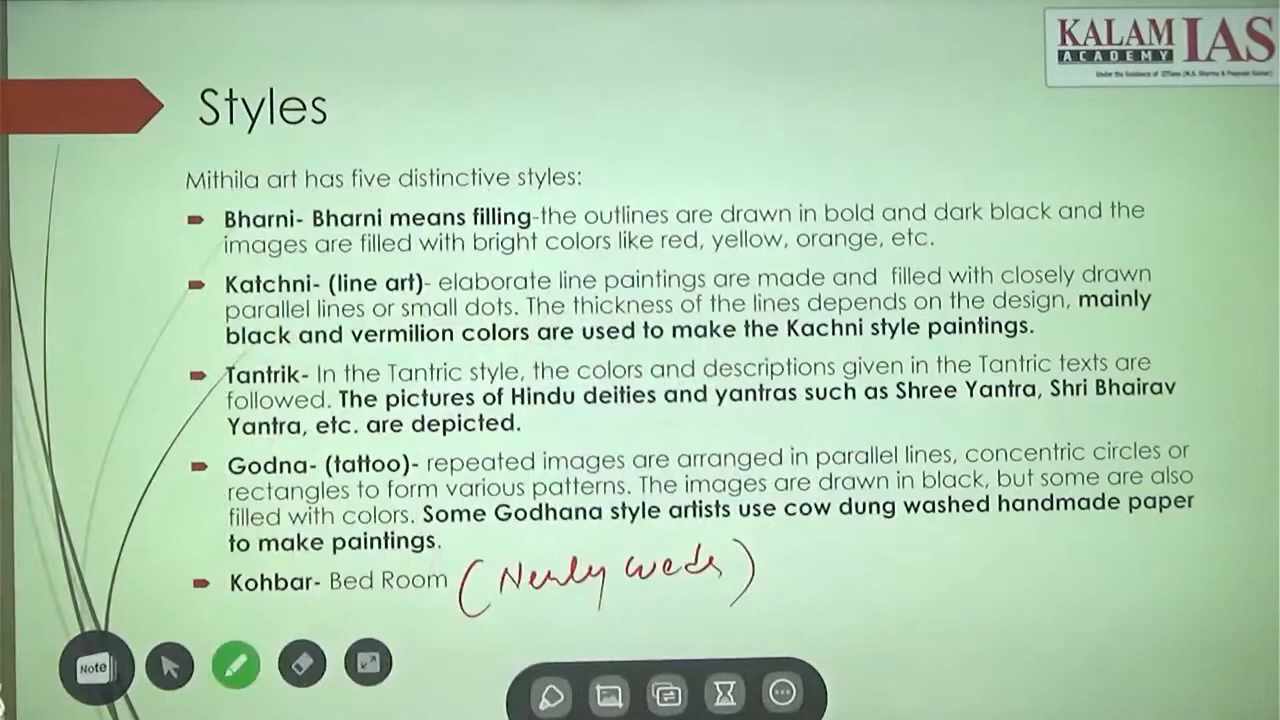 KALAM IAS
ACADEMY
Styles
Mithila art has five distinctive styles:
Bharni- Bharni means filling-the outlines are drawn in bold and dark black and the
images are filled with bright colors like red, yellow, orange, etc.
Katchni- (line art)- elaborate line paintings are made and filled with closely drawn
parallel lines or small dots. The thickness of the lines depends on the design, mainly
black and vermilion colors are used to make the Kachni style paintings.
Tantrik- In the Tantric style, the colors and descriptions given in the Tantric texts are
followed. The pictures of Hindu deities and yantras such as Shree Yantra, Shri Bhairav
Yantra, etc. are depicted.
Godna- (tattoo)- repeated images are arranged in parallel lines, concentric circles or
rectangles to form various patterns. The images are drawn in black, but some are also
filled with colors. Some Godhana style artists use cow dung washed handmade paper
to make paintings.
Kohbar- Bed Room (Newly weds)
Note